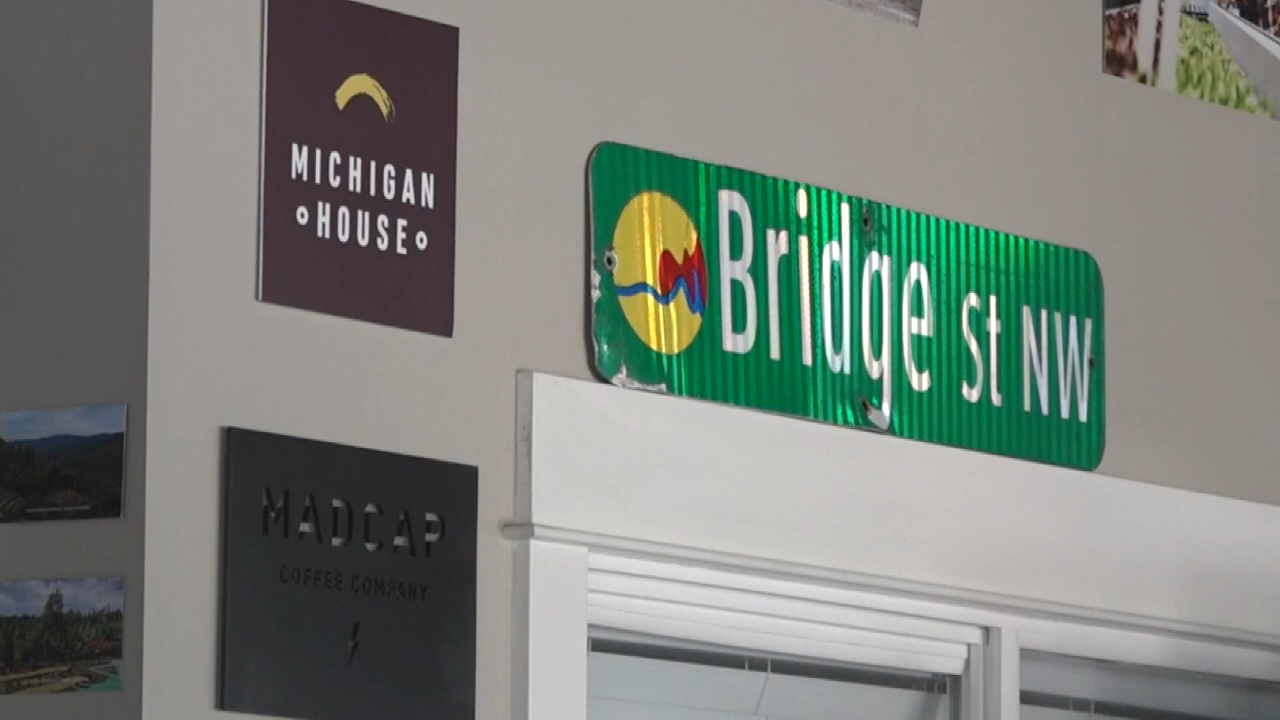 MICHIGAN
HOUSE
Bridge St NW
MADCAP
COFFEE COMPANY